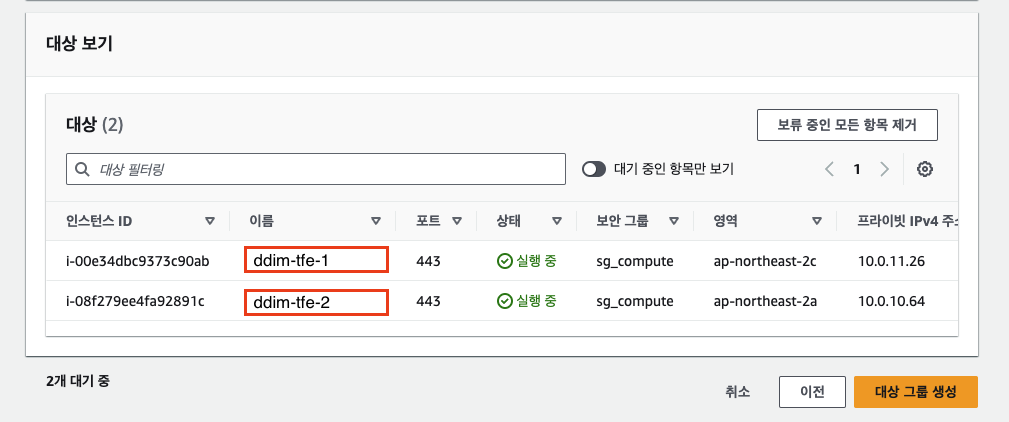 대상 보기
대상 (2)
보류 중인 모든 항목 제거
대상 필터링
대기 중인 항목만 보기
1
인스턴스 ID 이름 포트 상태 보안 그룹 영역 프라이빗 IPv4 주소
i-00e34dbc9373c90ab ddim-tfe-1 443 실행 중 sg_compute ap-northeast-2c 10.0.11.26
i-08f279ee4fa92891c ddim-tfe-2 443 실행 중 sg_compute ap-northeast-2a 10.0.10.64
2개 대기 중
취소 이전 대상 그룹 생성